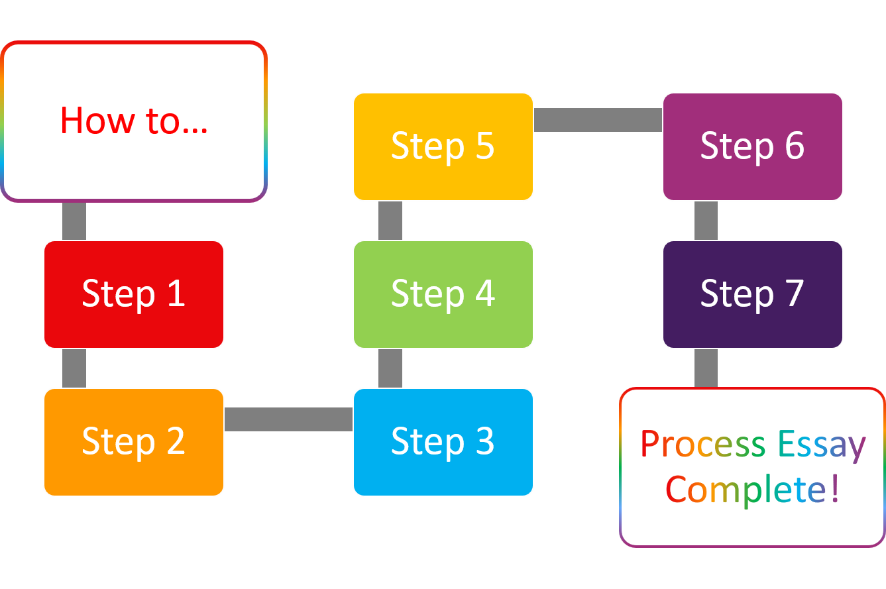 How to...
Step 1
Step 2
Step 3
Step 4
Step 5
Step 6
Step 7
Process Essay
Complete!